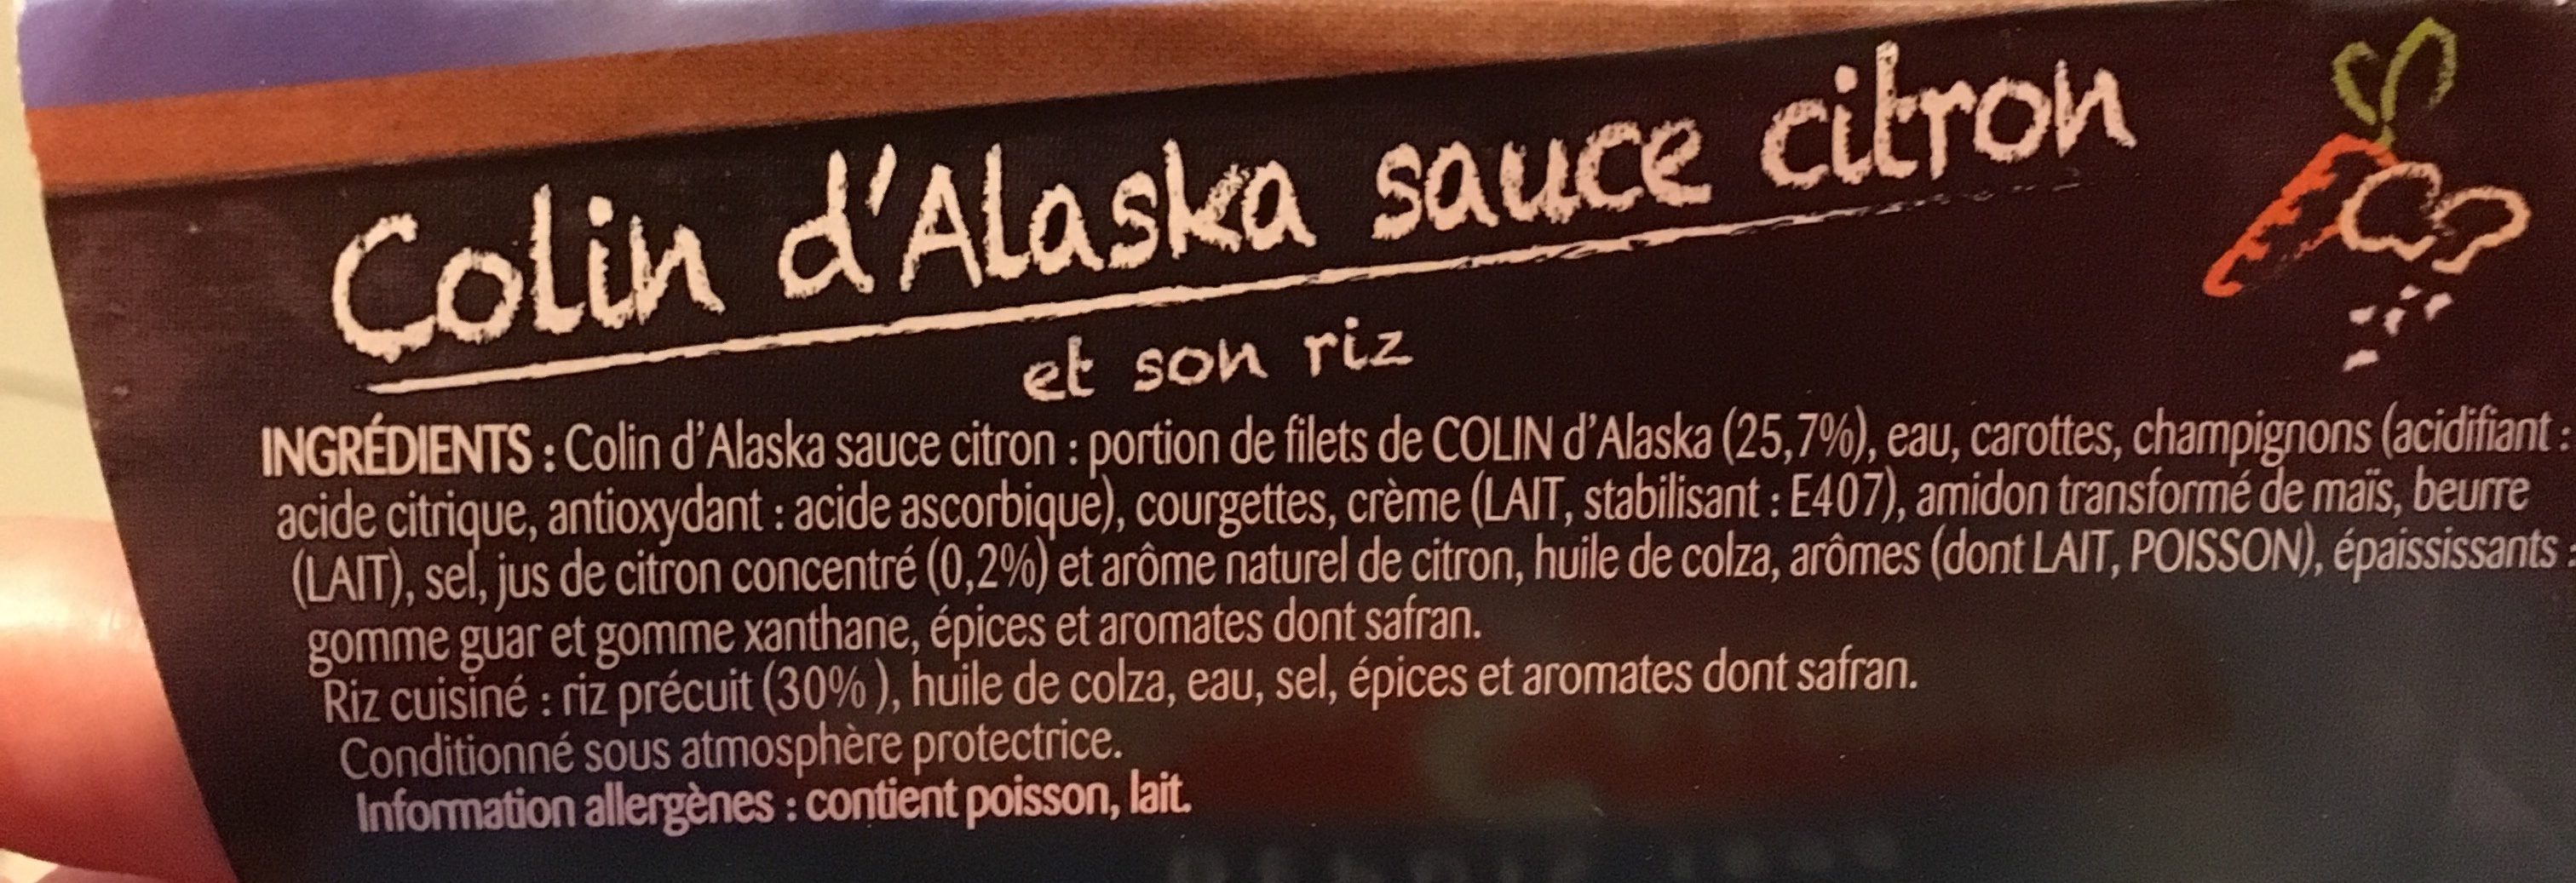 Colin d'Alaska sauce citron
et son riz
INGRÉDIENTS : Colin d'Alaska sauce citron : portion de filets de COLIN d'Alaska (25,7%), eau, carottes, champignons (acidifiant :
acide citrique, antioxydant : acide ascorbique), courgettes, crème (LAIT, stabilisant : E407), amidon transformé de maïs, beurre
(LAIT), sel, jus de citron concentré (0,2%) et arôme naturel de citron, huile de colza, arômes (dont LAIT, POISSON), épaississants :
gomme guar et gomme xanthane, épices et aromates dont safran.
Riz cuisiné : riz précuit (30% ), huile de colza, eau, sel, épices et aromates dont safran.
Conditionné sous atmosphère protectrice.
Information allergènes : contient poisson, lait.